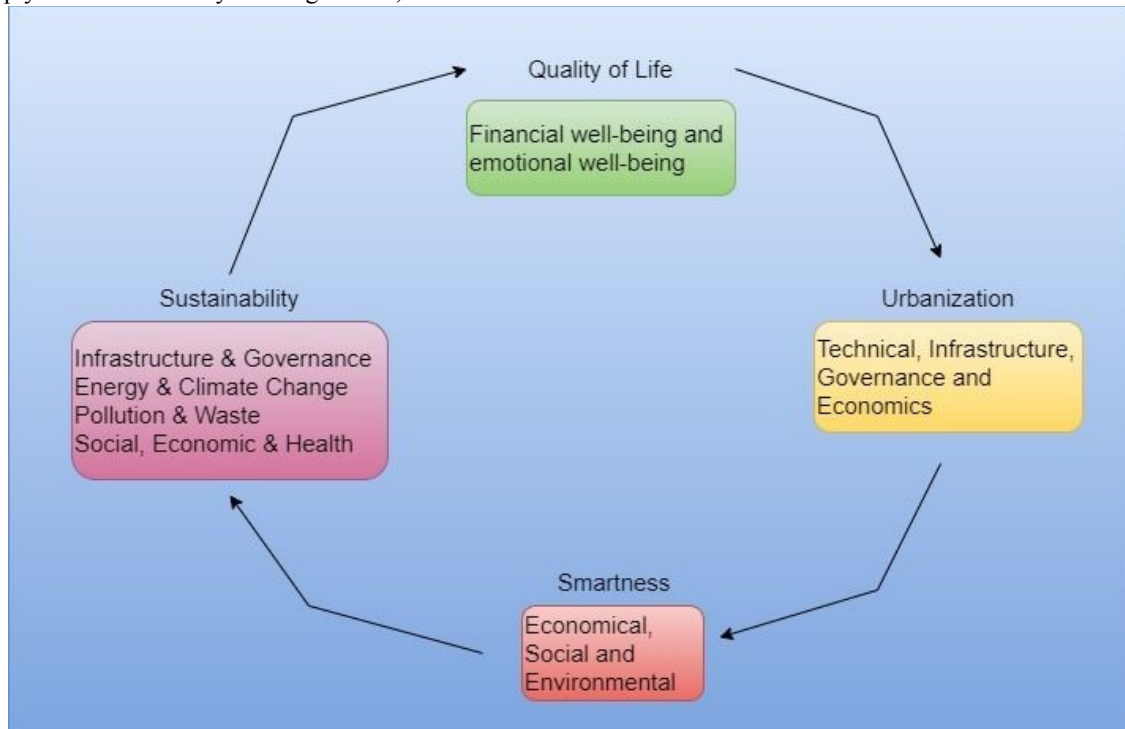 Quality of Life
Financial well-being and
emotional well-being
Sustainability
Infrastructure & Governance
Energy & Climate Change
Pollution & Waste
Social, Economic & Health
Urbanization
Technical, Infrastructure,
Governance and
Economics
Smartness
Economical,
Social and
Environmental